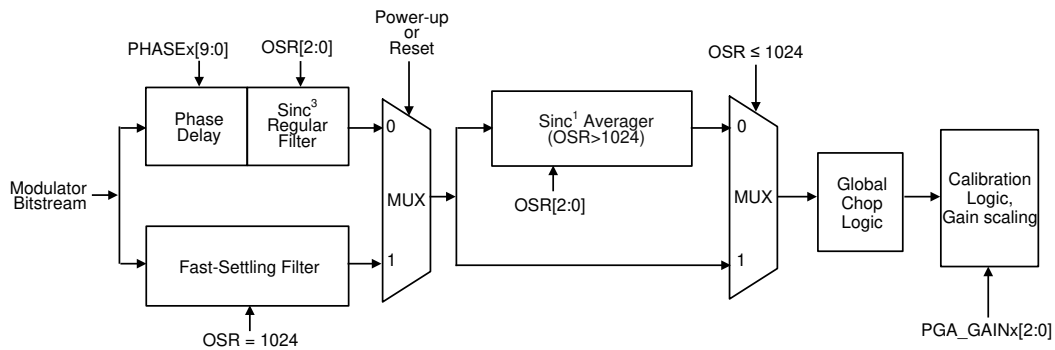 Power-up
or
Reset
PHASEx[9:0]
OSR[2:0]
OSR ≤ 1024
Phase
Delay
Sinc³
Regular
Filter
0
Sinc¹ Averager
(OSR>1024)
0
Modulator
Bitstream
MUX
OSR[2:0]
MUX
Global
Chop
Logic
Calibration
Logic,
Gain scaling
Fast-Settling Filter
1
1
OSR = 1024
PGA_GAINx[2:0]